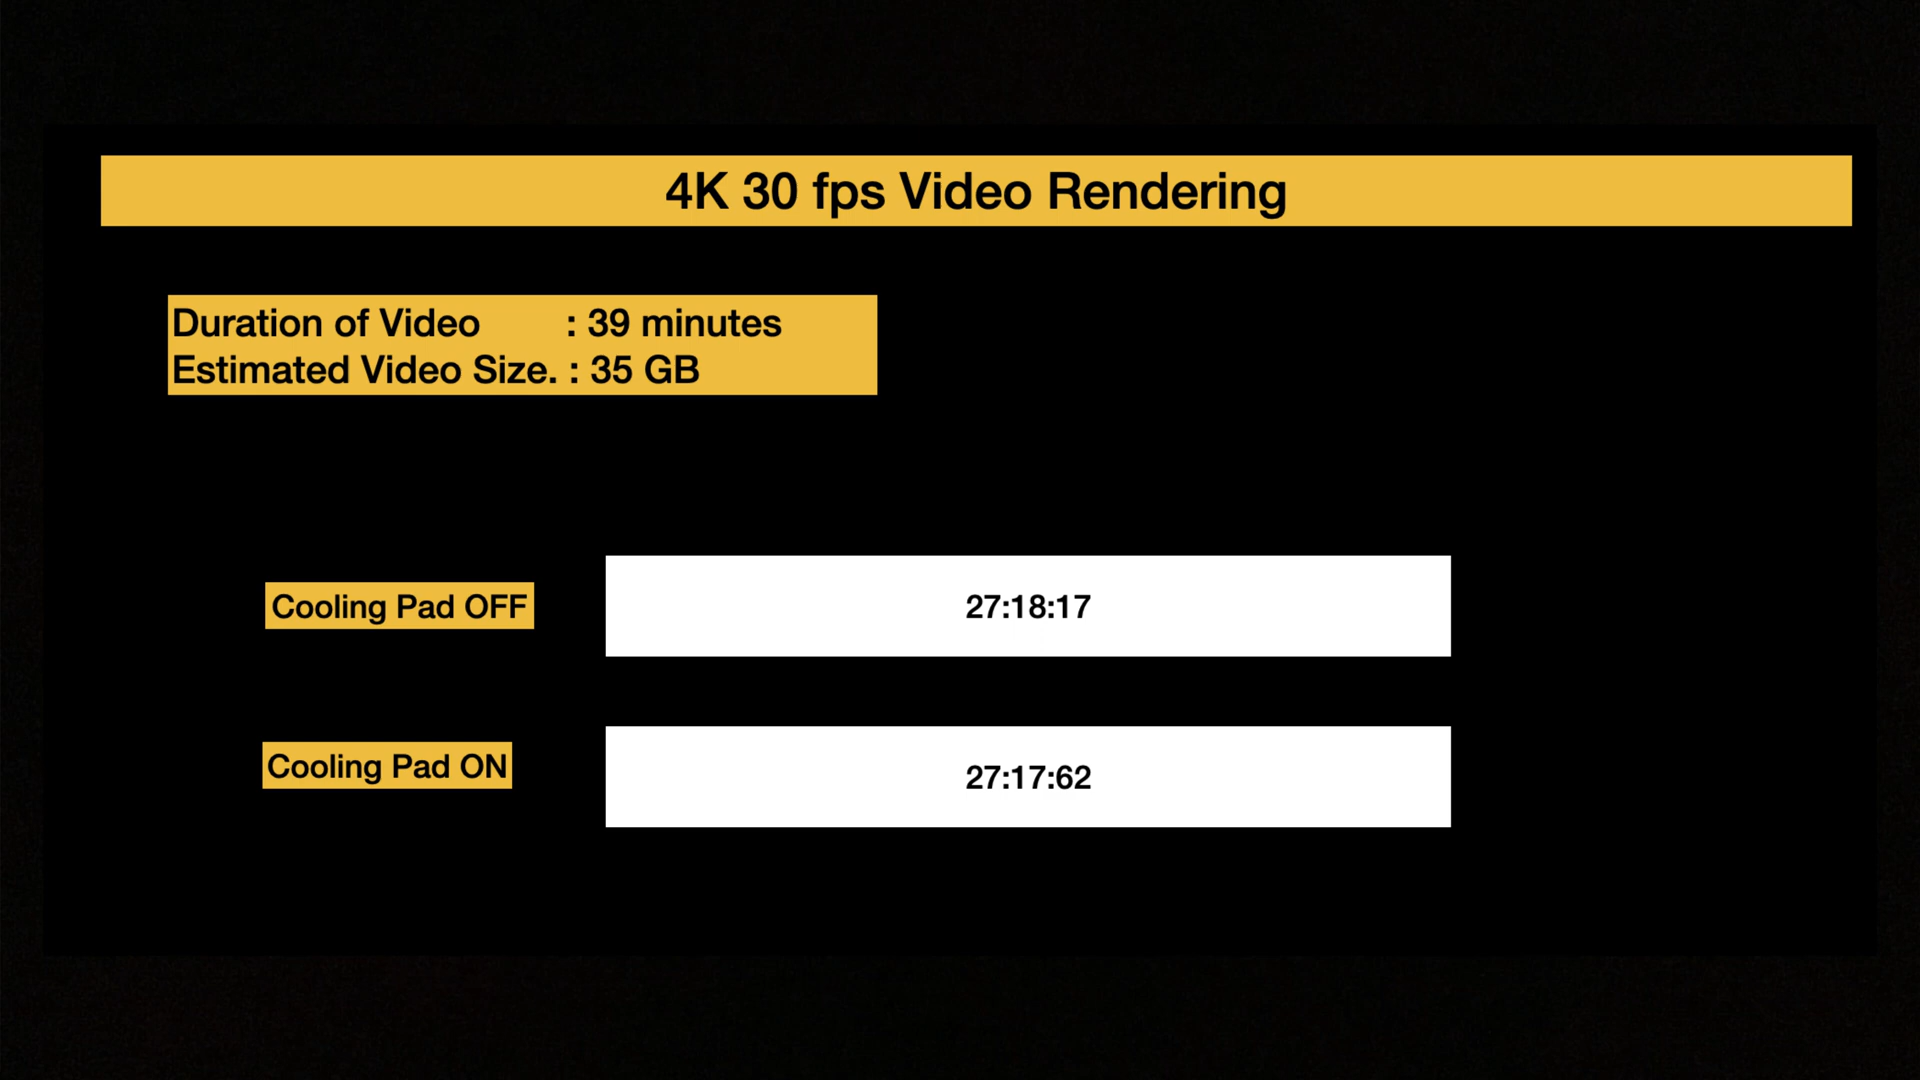 4K 30 fps Video Rendering
Duration of Video : 39 minutes
Estimated Video Size. : 35 GB
Cooling Pad OFF
27:18:17
Cooling Pad ON
27:17:62